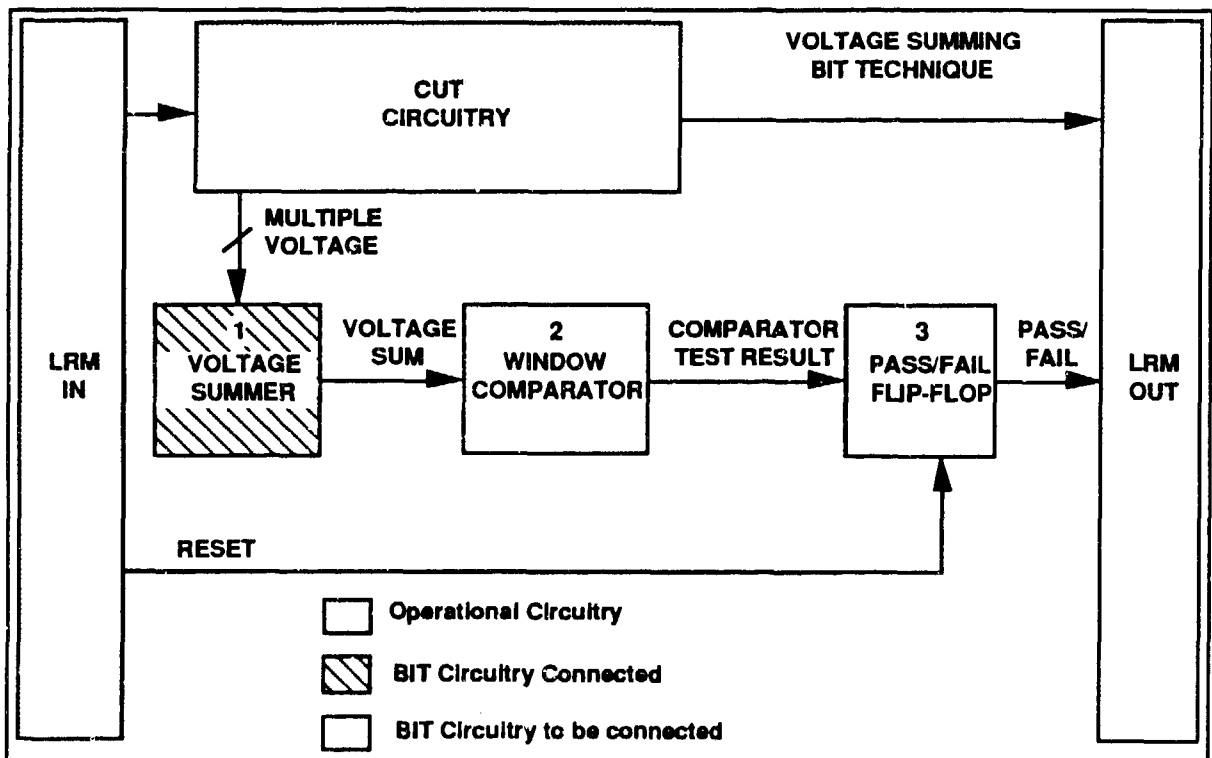 VOLTAGE SUMMING
BIT TECHNIQUE
CUT
CIRCUITRY
MULTIPLE
VOLTAGE
LRM
IN
1
VOLTAGE
SUMMER
VOLTAGE
SUM
2
WINDOW
COMPARATOR
COMPARATOR
TEST RESULT
3
PASS/FAIL
FLIP-FLOP
PASS/
FAIL
LRM
OUT
RESET
Operational Circuitry
BIT Circuitry Connected
BIT Circuitry to be connected